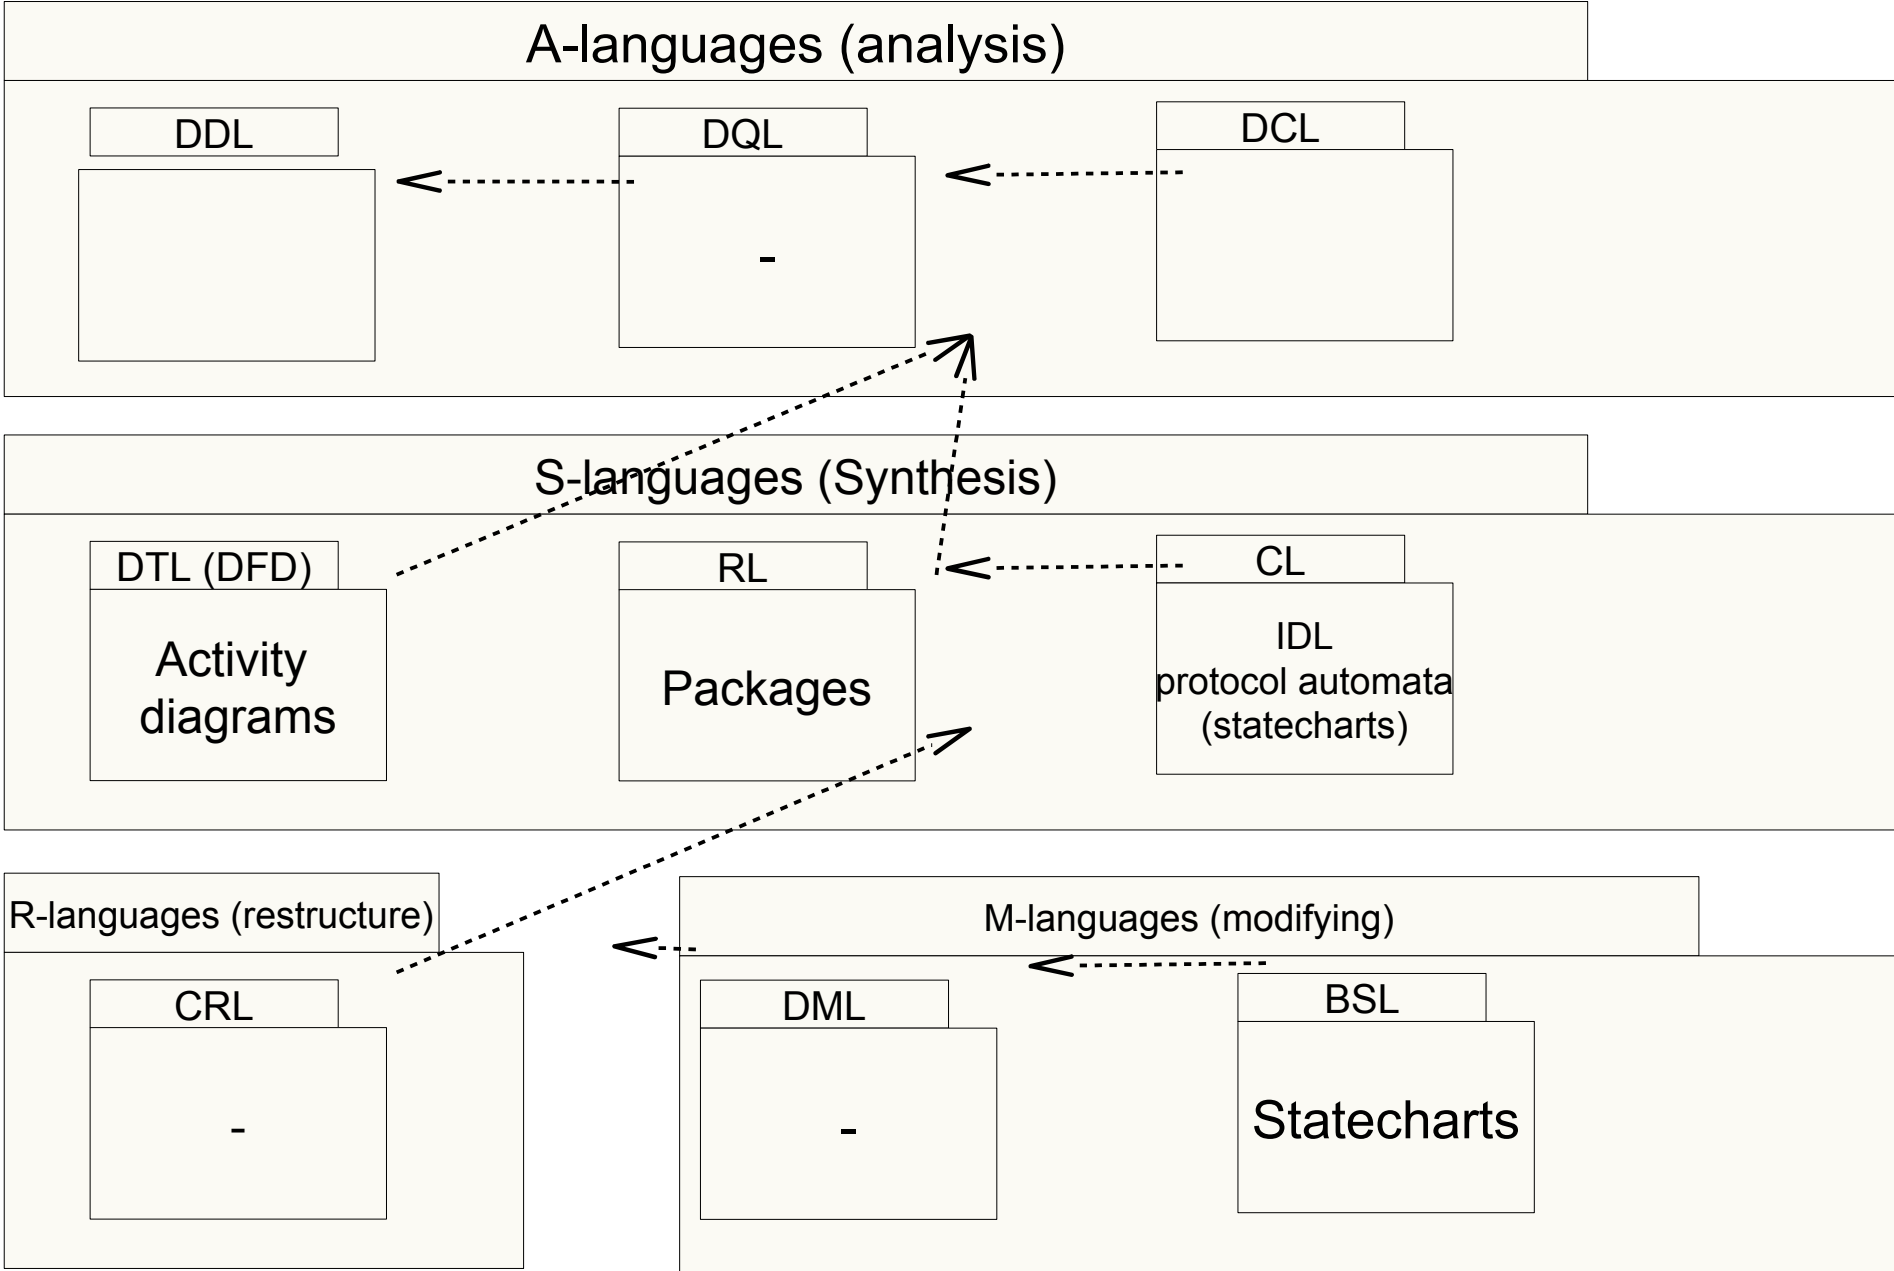 A-languages (analysis)
DDL
DQL
DCL
-
S-languages (Synthesis)
DTL (DFD)
RL
CL
Activity
diagrams
Packages
IDL
protocol automata
(statecharts)
R-languages (restructure)
M-languages (modifying)
CRL
DML
BSL
-
-
Statecharts